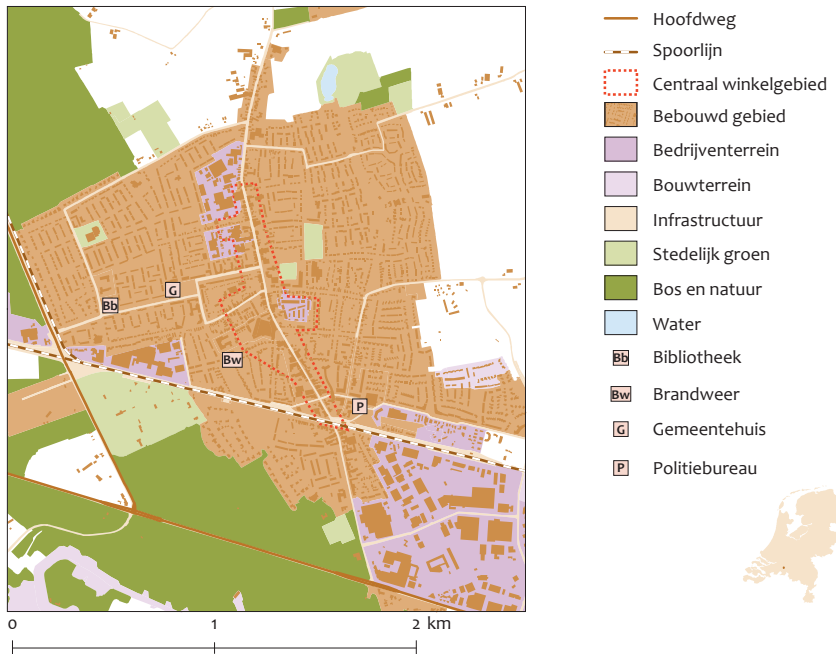 Hoofdweg
Spoorlijn
Centraal winkelgebied
Bebouwd gebied
Bedrijventerrein
Bouwterrein
Infrastructuur
Stedelijk groen
Bos en natuur
Water
Bb Bibliotheek
Bw Brandweer
G Gemeentehuis
P Politiebureau
G
Bb
Bw
P
0 1 2 km